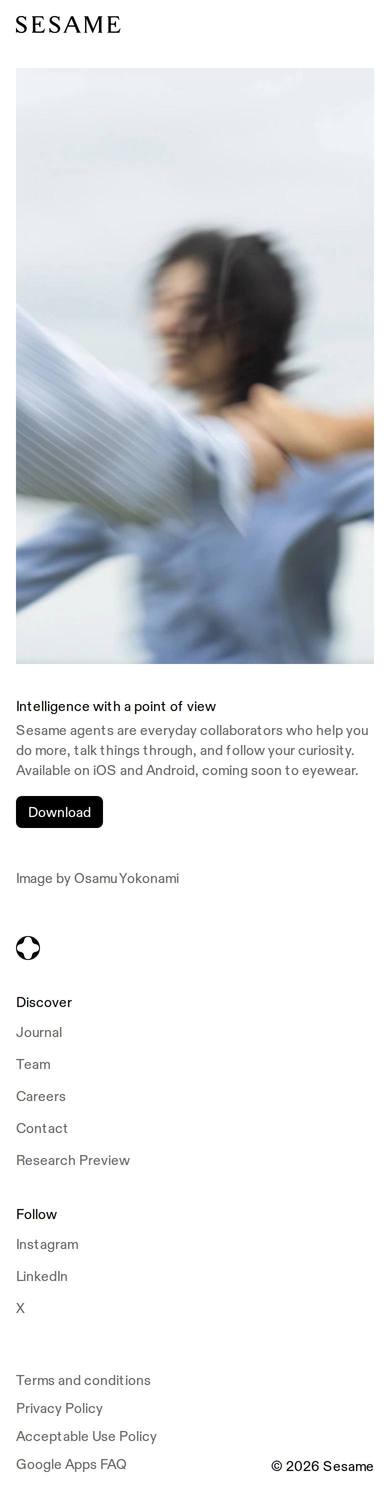 SESAME
Intelligence with a point of view
Sesame agents are everyday collaborators who help you
do more, talk things through, and follow your curiosity.
Available on iOS and Android, coming soon to eyewear.
Download
Image by Osamu Yokonami
Discover
Journal
Team
Careers
Contact
Research Preview
Follow
Instagram
LinkedIn
X
Terms and conditions
Privacy Policy
Acceptable Use Policy
Google Apps FAQ
© 2026 Sesame